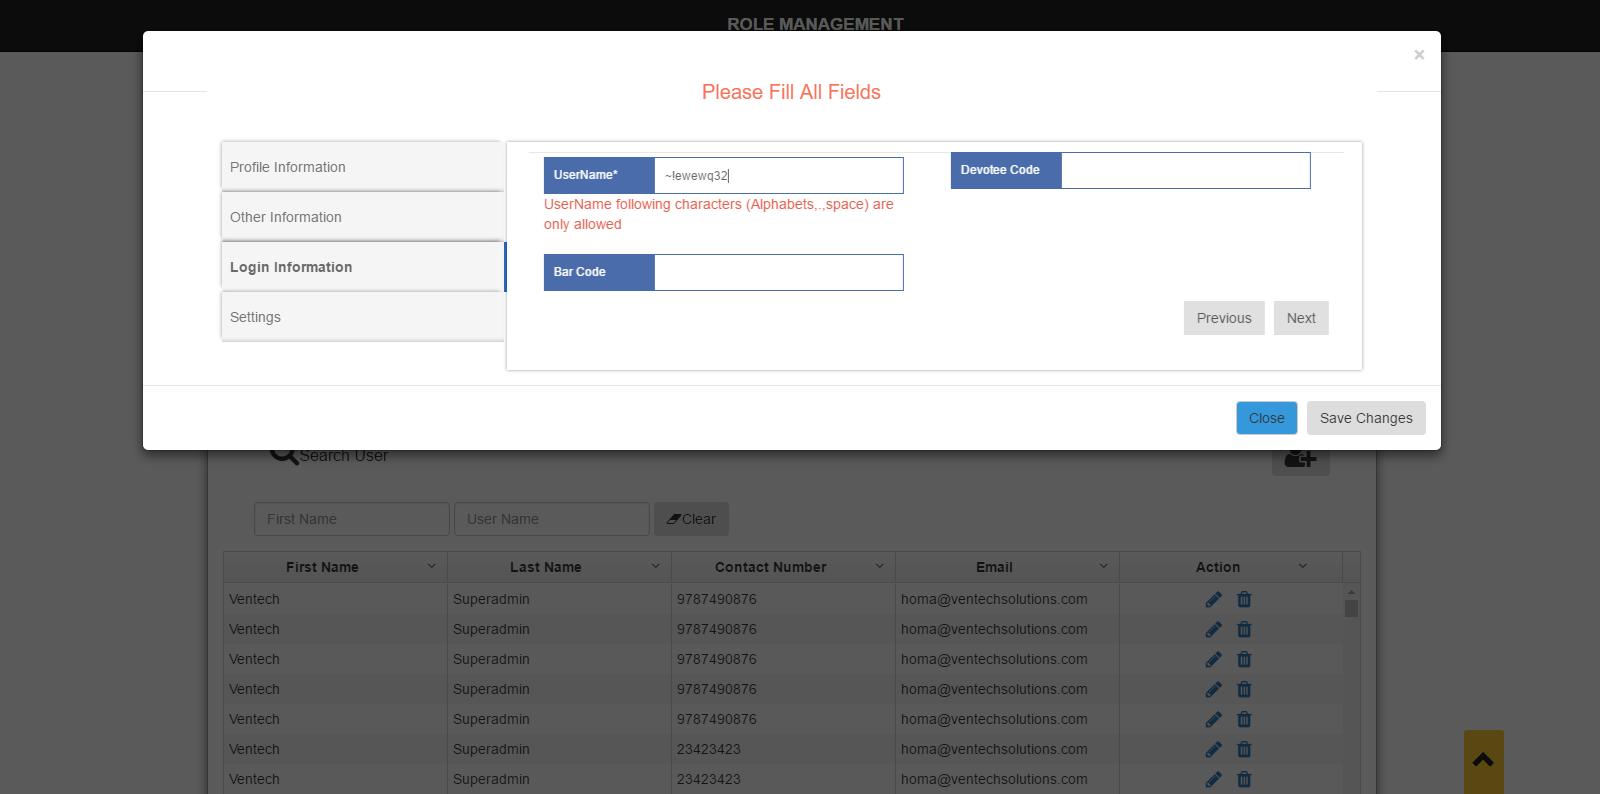 ROLE MANAGEMENT
×
Please Fill All Fields
Profile Information
Other Information
Login Information
Settings
UserName*
~!ewewq32
Devotee Code
UserName following characters (Alphabets,.,space) are
only allowed
Bar Code
Previous Next
Close Save Changes
Search User
First Name User Name Clear
First Name Last Name Contact Number Email Action
Ventech Superadmin 9787490876 homa@ventechsolutions.com
Ventech Superadmin 9787490876 homa@ventechsolutions.com
Ventech Superadmin 9787490876 homa@ventechsolutions.com
Ventech Superadmin 9787490876 homa@ventechsolutions.com
Ventech Superadmin 9787490876 homa@ventechsolutions.com
Ventech Superadmin 23423423 homa@ventechsolutions.com
Ventech Superadmin 23423423 homa@ventechsolutions.com